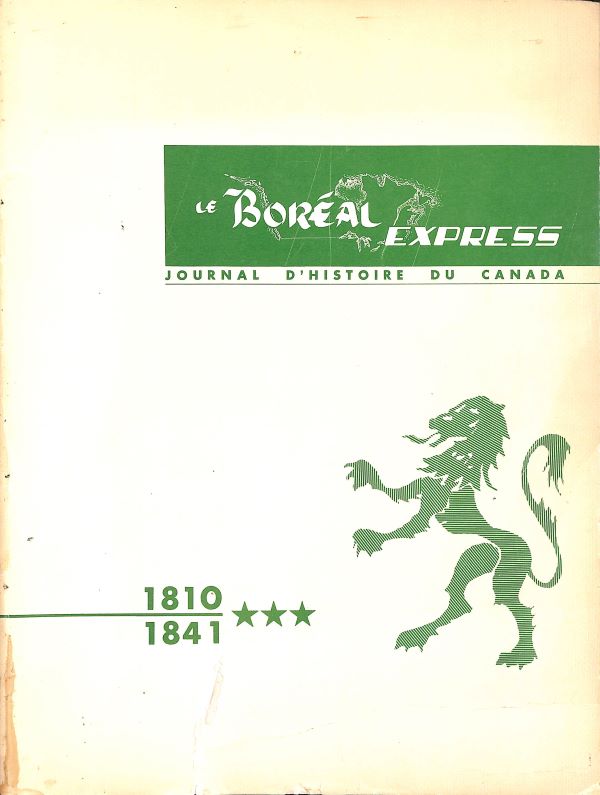 LE BORÉAL
EXPRESS
JOURNAL D'HISTOIRE DU CANADA
1810
1841